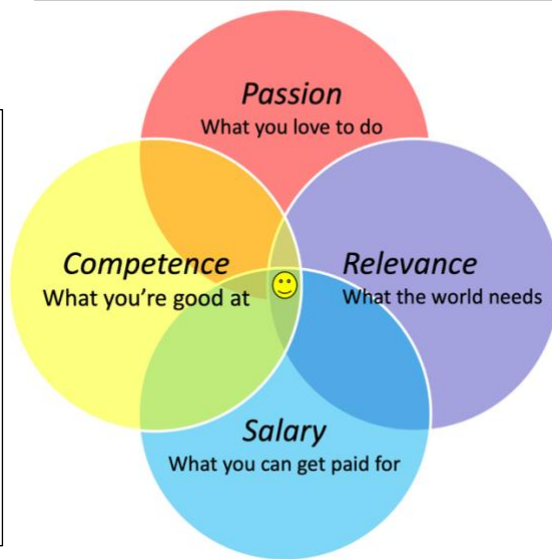 Passion
What you love to do
Competence
What you're good at
Relevance
What the world needs
Salary
What you can get paid for